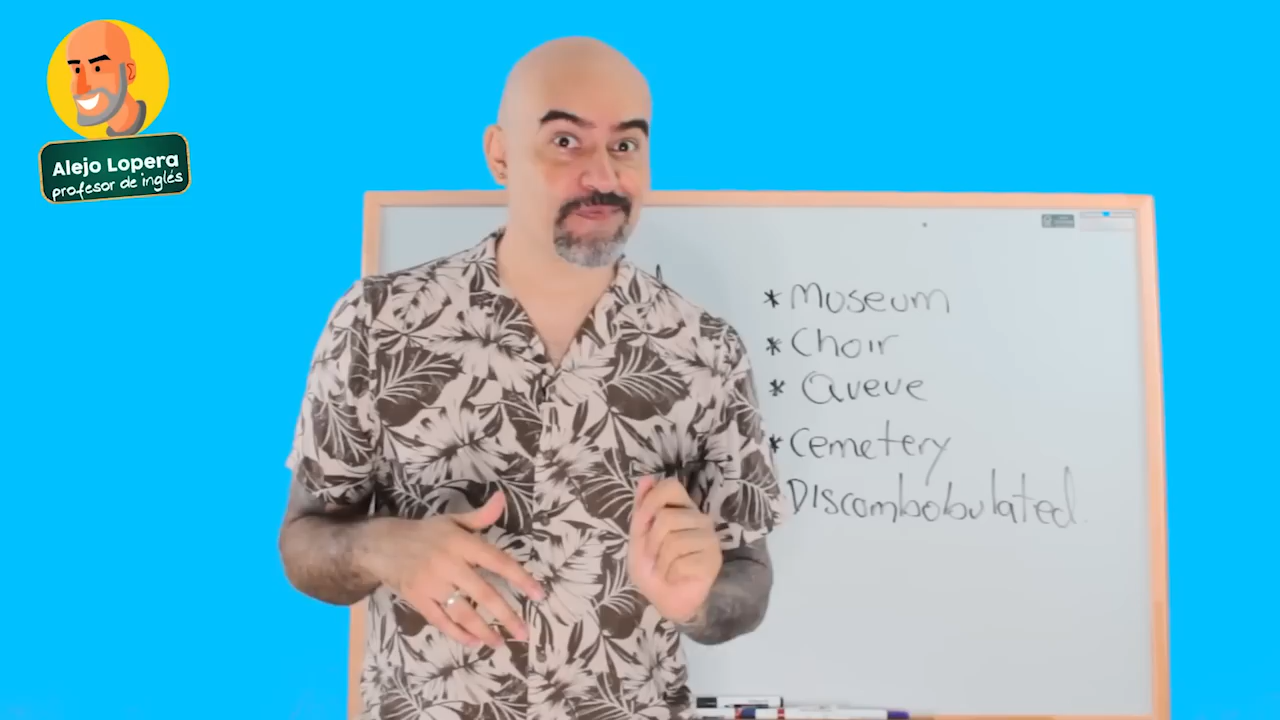 Alejo Lopera
profesor de inglés
* Museum
* Choir
* Queue
* Cemetery
Discombobulated.